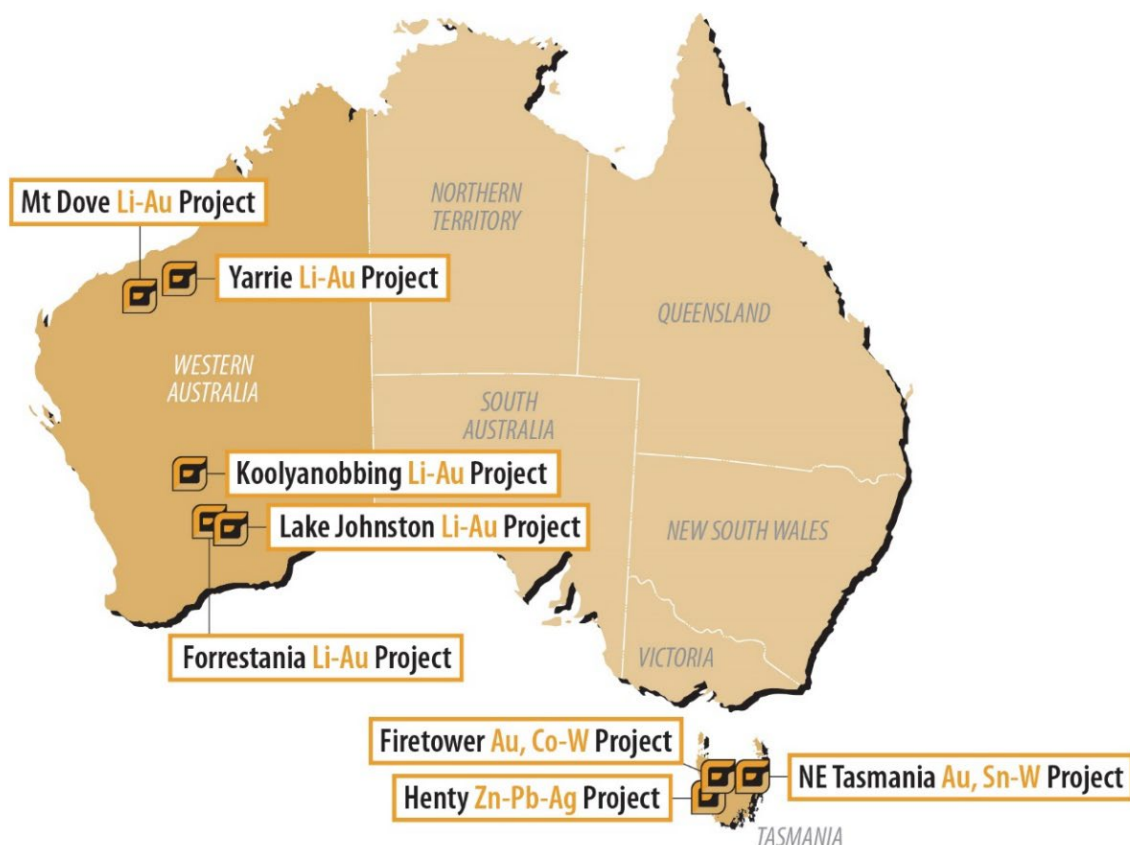 Mt Dove Li-Au Project
NORTHERN
TERRITORY
Yarrie Li-Au Project
QUEENSLAND
WESTERN
AUSTRALIA
SOUTH
AUSTRALIA
Koolyanobbing Li-Au Project
Lake Johnston Li-Au Project
NEW SOUTH WALES
Forrestania Li-Au Project
VICTORIA
Firetower Au, Co-W Project
NE Tasmania Au, Sn-W Project
Henty Zn-Pb-Ag Project
TASMANIA